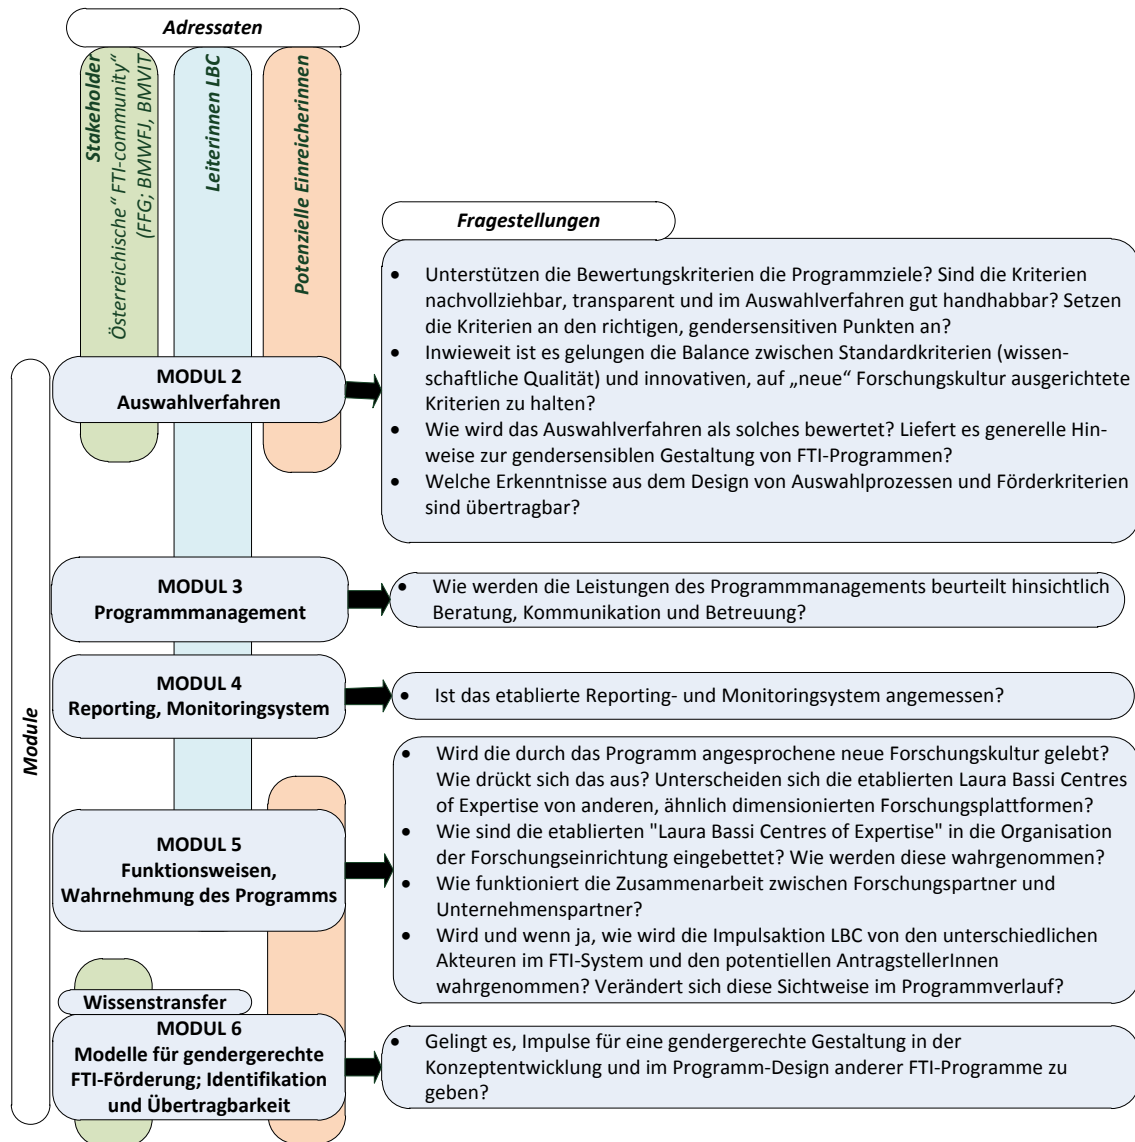 Adressaten
Stakeholder
Österreichische“ FTI-community“
(FFG; BMWFJ, BMVIT
Leiterinnen LBC
Potenzielle Einreicherinnen
Fragestellungen
Module
MODUL 2
Auswahlverfahren
• Unterstützen die Bewertungskriterien die Programmziele? Sind die Kriterien
nachvollziehbar, transparent und im Auswahlverfahren gut handhabbar? Setzen
die Kriterien an den richtigen, gendersensitiven Punkten an?
• Inwieweit ist es gelungen die Balance zwischen Standardkriterien (wissen-
schaftliche Qualität) und innovativen, auf „neue“ Forschungskultur ausgerichtete
Kriterien zu halten?
• Wie wird das Auswahlverfahren als solches bewertet? Liefert es generelle Hin-
weise zur gendersensiblen Gestaltung von FTI-Programmen?
• Welche Erkenntnisse aus dem Design von Auswahlprozessen und Förderkriterien
sind übertragbar?
MODUL 3
Programmmanagement
• Wie werden die Leistungen des Programmmanagements beurteilt hinsichtlich
Beratung, Kommunikation und Betreuung?
MODUL 4
Reporting, Monitoringsystem
• Ist das etablierte Reporting- und Monitoringsystem angemessen?
MODUL 5
Funktionsweisen,
Wahrnehmung des Programms
• Wird die durch das Programm angesprochene neue Forschungskultur gelebt?
Wie drückt sich das aus? Unterscheiden sich die etablierten Laura Bassi Centres
of Expertise von anderen, ähnlich dimensionierten Forschungsplattformen?
• Wie sind die etablierten "Laura Bassi Centres of Expertise" in die Organisation
der Forschungseinrichtung eingebettet? Wie werden diese wahrgenommen?
• Wie funktioniert die Zusammenarbeit zwischen Forschungspartner und
Unternehmenspartner?
• Wird und wenn ja, wie wird die Impulsaktion LBC von den unterschiedlichen
Akteuren im FTI-System und den potentiellen AntragstellerInnen
wahrgenommen? Verändert sich diese Sichtweise im Programmverlauf?
Wissenstransfer
MODUL 6
Modelle für gendergerechte
FTI-Förderung; Identifikation
und Übertragbarkeit
• Gelingt es, Impulse für eine gendergerechte Gestaltung in der
Konzeptentwicklung und im Programm-Design anderer FTI-Programme zu
geben?